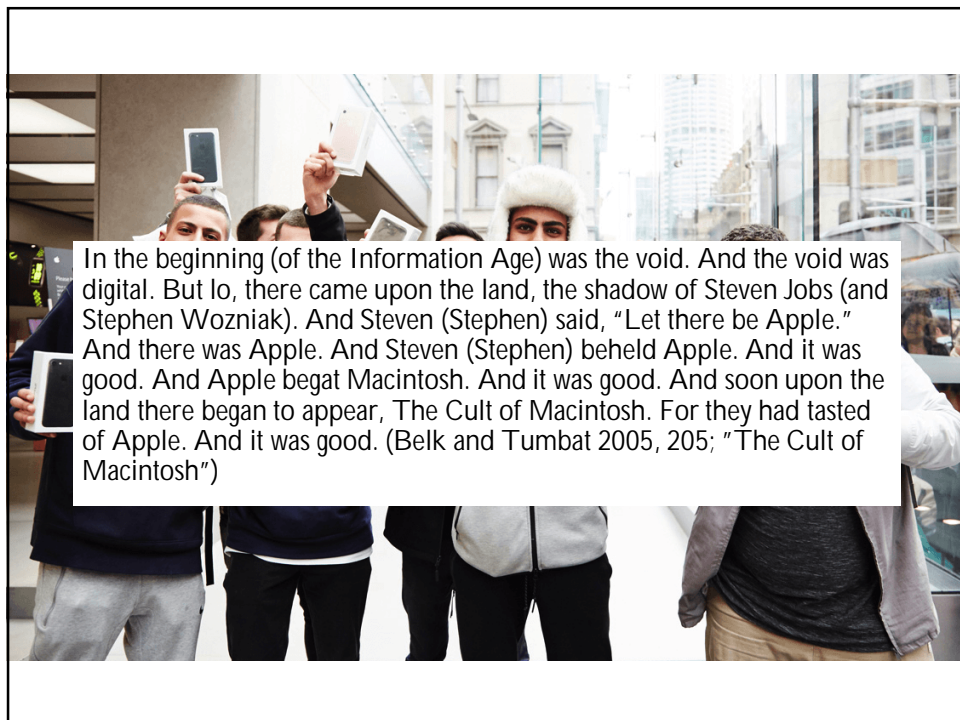 In the beginning (of the Information Age) was the void. And the void was
digital. But lo, there came upon the land, the shadow of Steven Jobs (and
Stephen Wozniak). And Steven (Stephen) said, “Let there be Apple.”
And there was Apple. And Steven (Stephen) beheld Apple. And it was
good. And Apple begat Macintosh. And it was good. And soon upon the
land there began to appear, The Cult of Macintosh. For they had tasted
of Apple. And it was good. (Belk and Tumbat 2005, 205; ”The Cult of
Macintosh”)